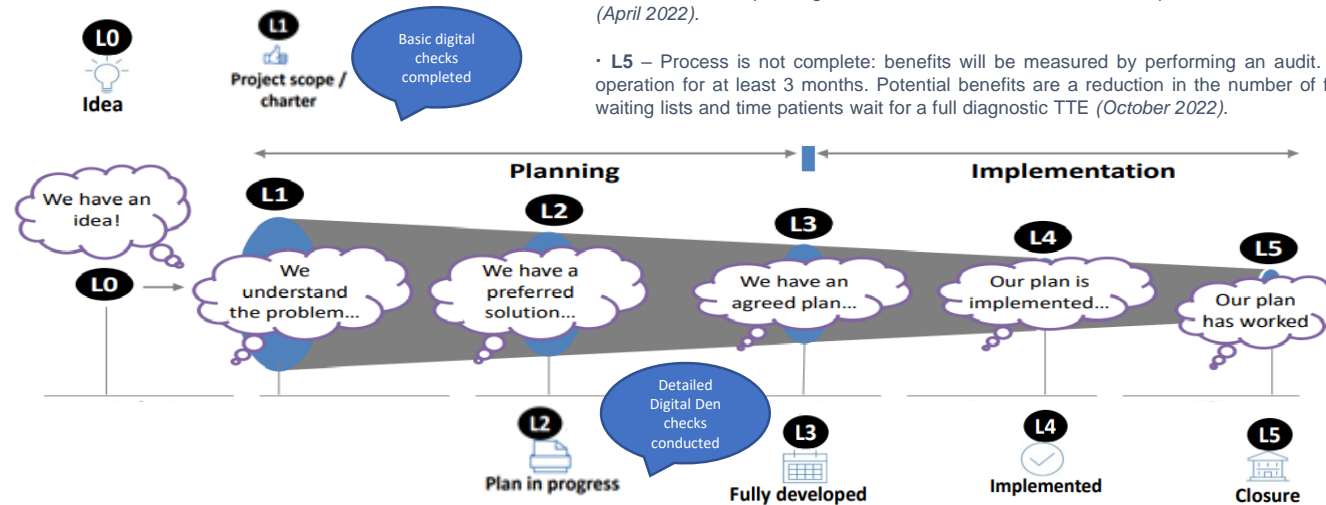 (April 2022).
· L5 – Process is not complete: benefits will be measured by performing an audit.
operation for at least 3 months. Potential benefits are a reduction in the number of
waiting lists and time patients wait for a full diagnostic TTE (October 2022).
L0
Idea
L1
Project scope /
charter
Basic digital
checks
completed
Planning
Implementation
We have an
idea!
L0
L1
We
understand
the problem...
L2
We have a
preferred
solution...
L3
We have an
agreed plan...
L4
Our plan is
implemented...
L5
Our plan
has worked
Detailed
Digital Den
checks
conducted
L2
Plan in progress
L3
Fully developed
L4
Implemented
L5
Closure